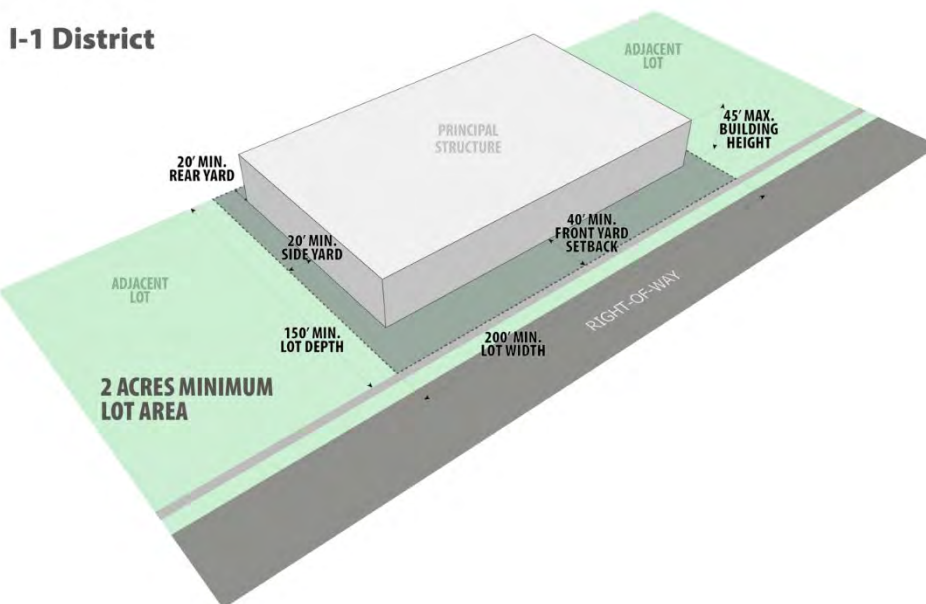 I-1 District
ADJACENT
LOT
45' MAX.
BUILDING
HEIGHT
PRINCIPAL
STRUCTURE
20' MIN.
REAR YARD
40' MIN.
FRONT YARD
SETBACK
20' MIN.
SIDE YARD
ADJACENT
LOT
RIGHT-OF-WAY
150' MIN.
LOT DEPTH
200' MIN.
LOT WIDTH
2 ACRES MINIMUM
LOT AREA